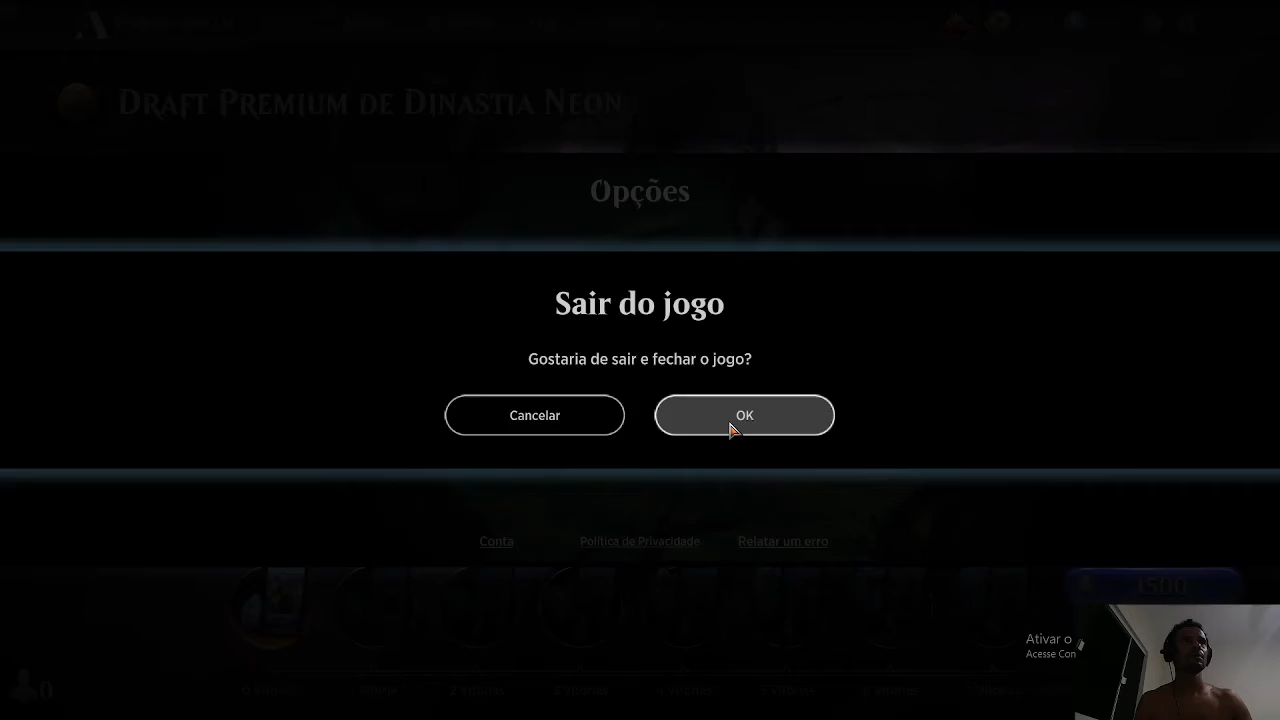 Draft Premium de Dinastia Neon
Opções
Sair do jogo
Gostaria de sair e fechar o jogo?
Cancelar
OK
Conta
Política de Privacidade
Relatar um erro
1500
Ativar o
Acesse Con
0